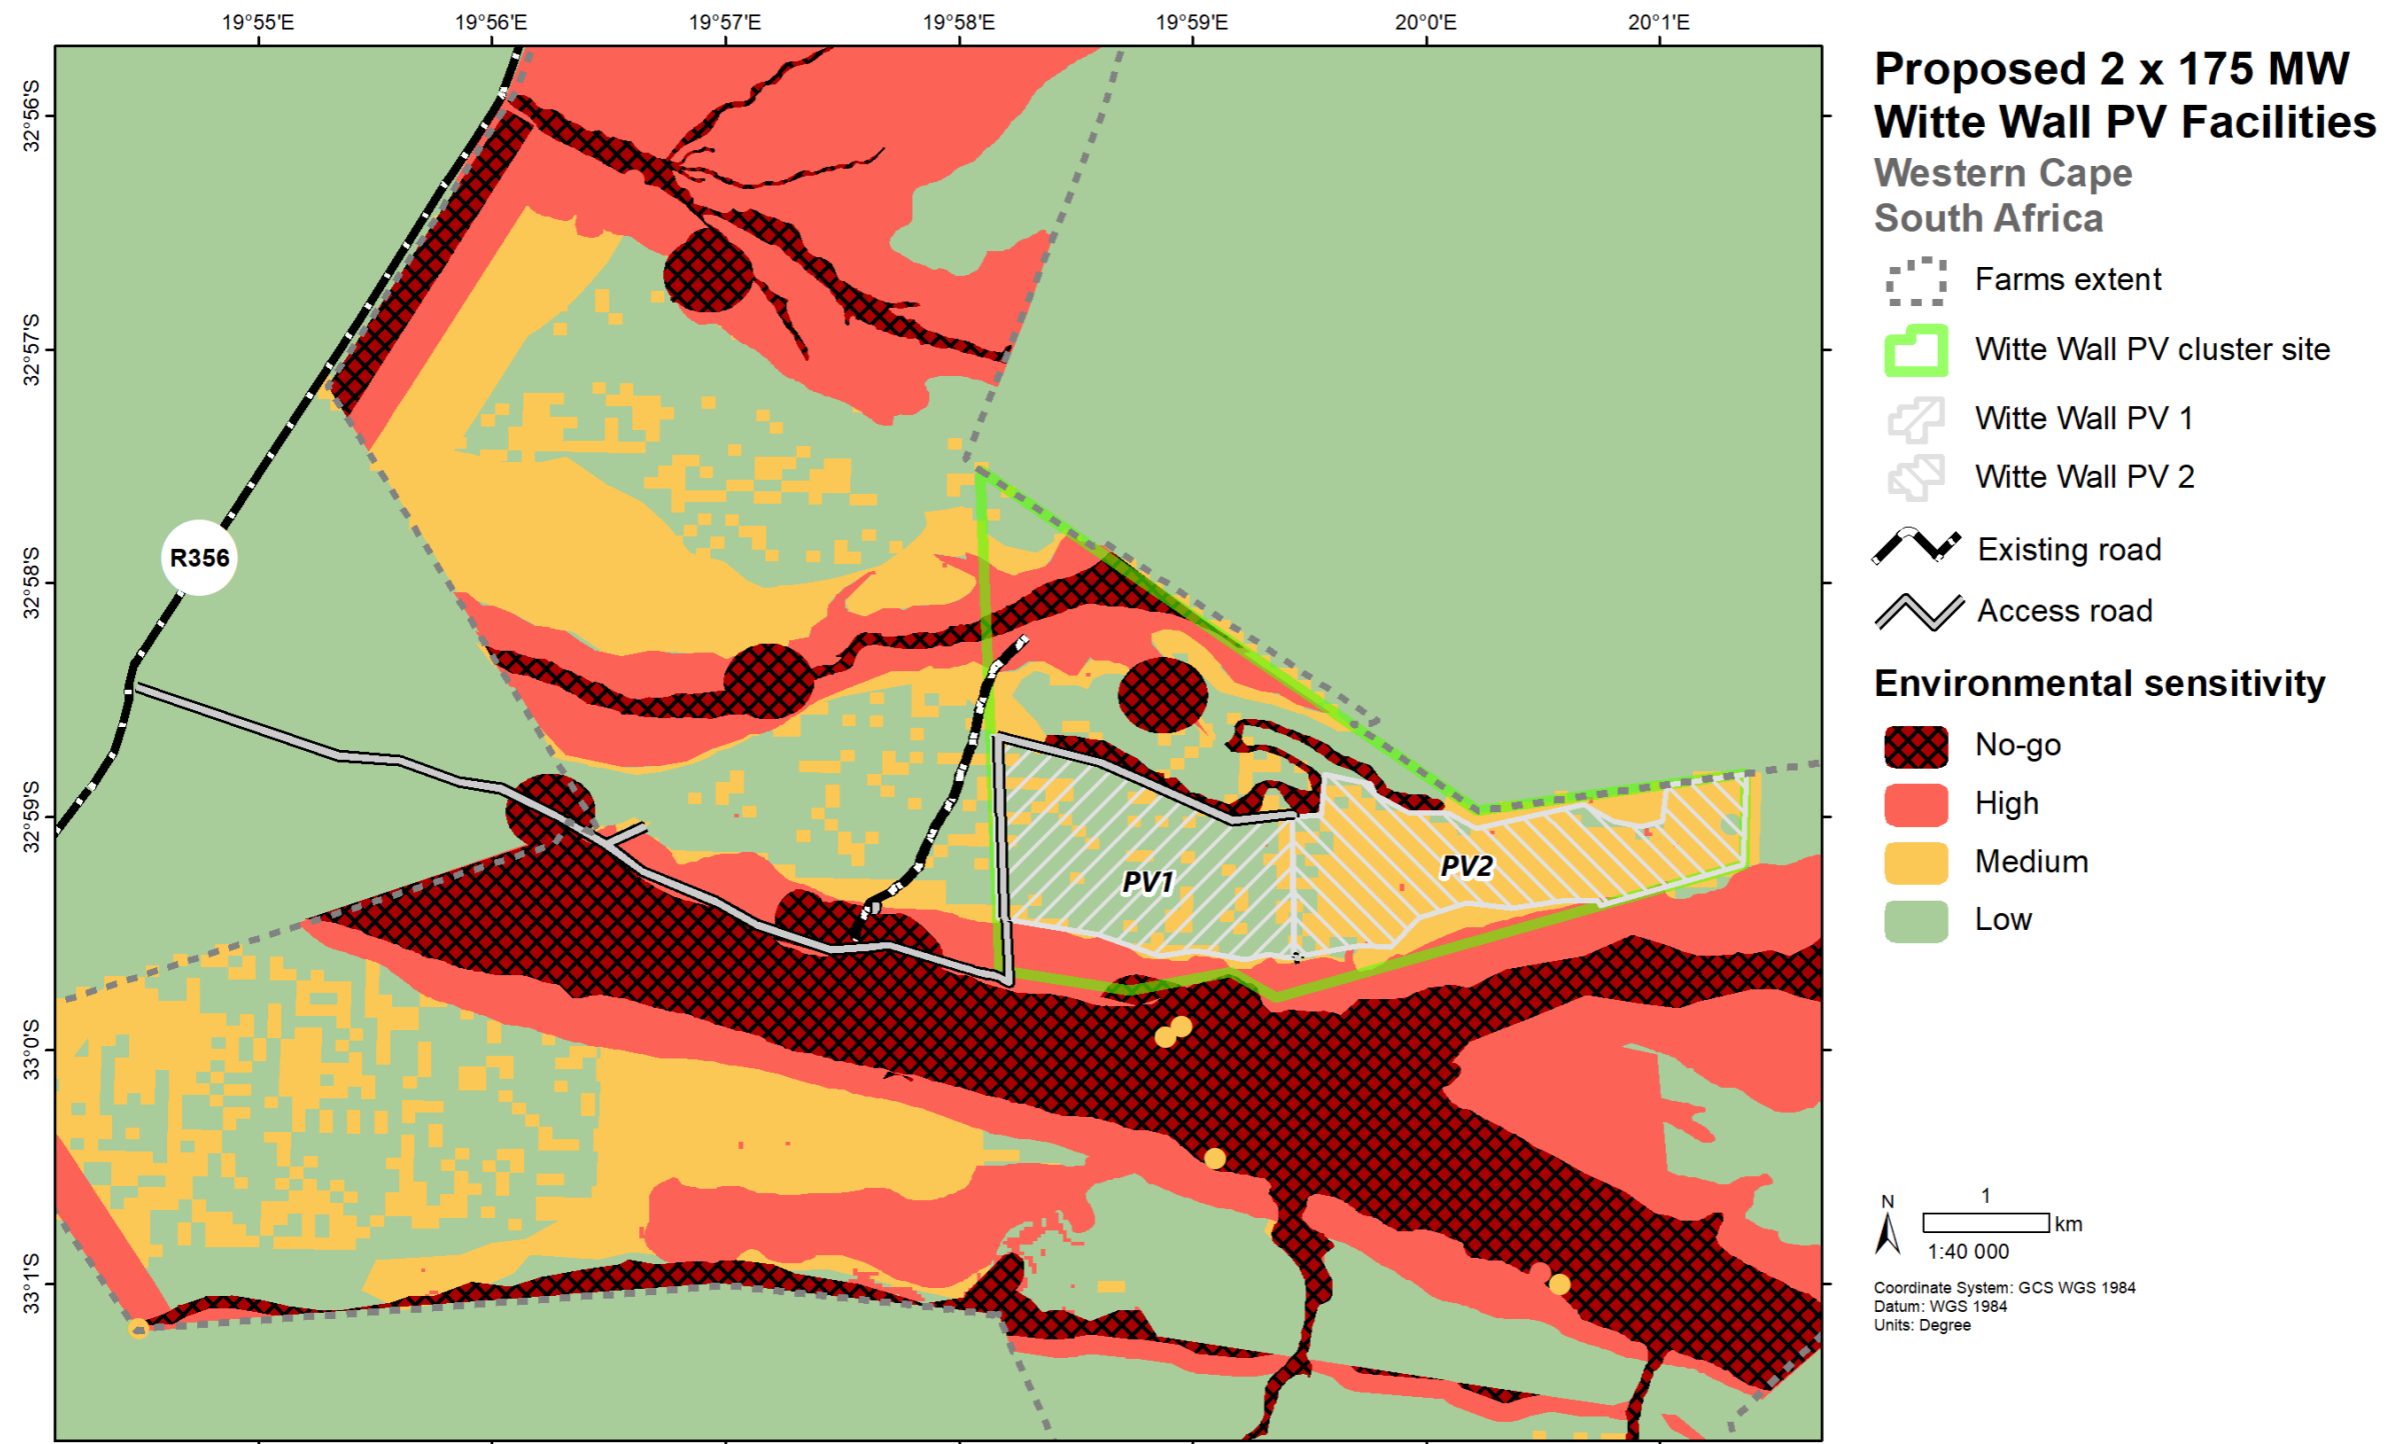 19°55'E 19°56'E 19°57'E 19°58'E 19°59'E 20°0'E 20°1'E
32°56'S
32°57'S
32°58'S
32°59'S
33°0'S
33°1'S
R356
PV1
PV2
Proposed 2 x 175 MW
Witte Wall PV Facilities
Western Cape
South Africa
Farms extent
Witte Wall PV cluster site
Witte Wall PV 1
Witte Wall PV 2
Existing road
Access road
Environmental sensitivity
No-go
High
Medium
Low
N
1
km
1:40 000
Coordinate System: GCS WGS 1984
Datum: WGS 1984
Units: Degree